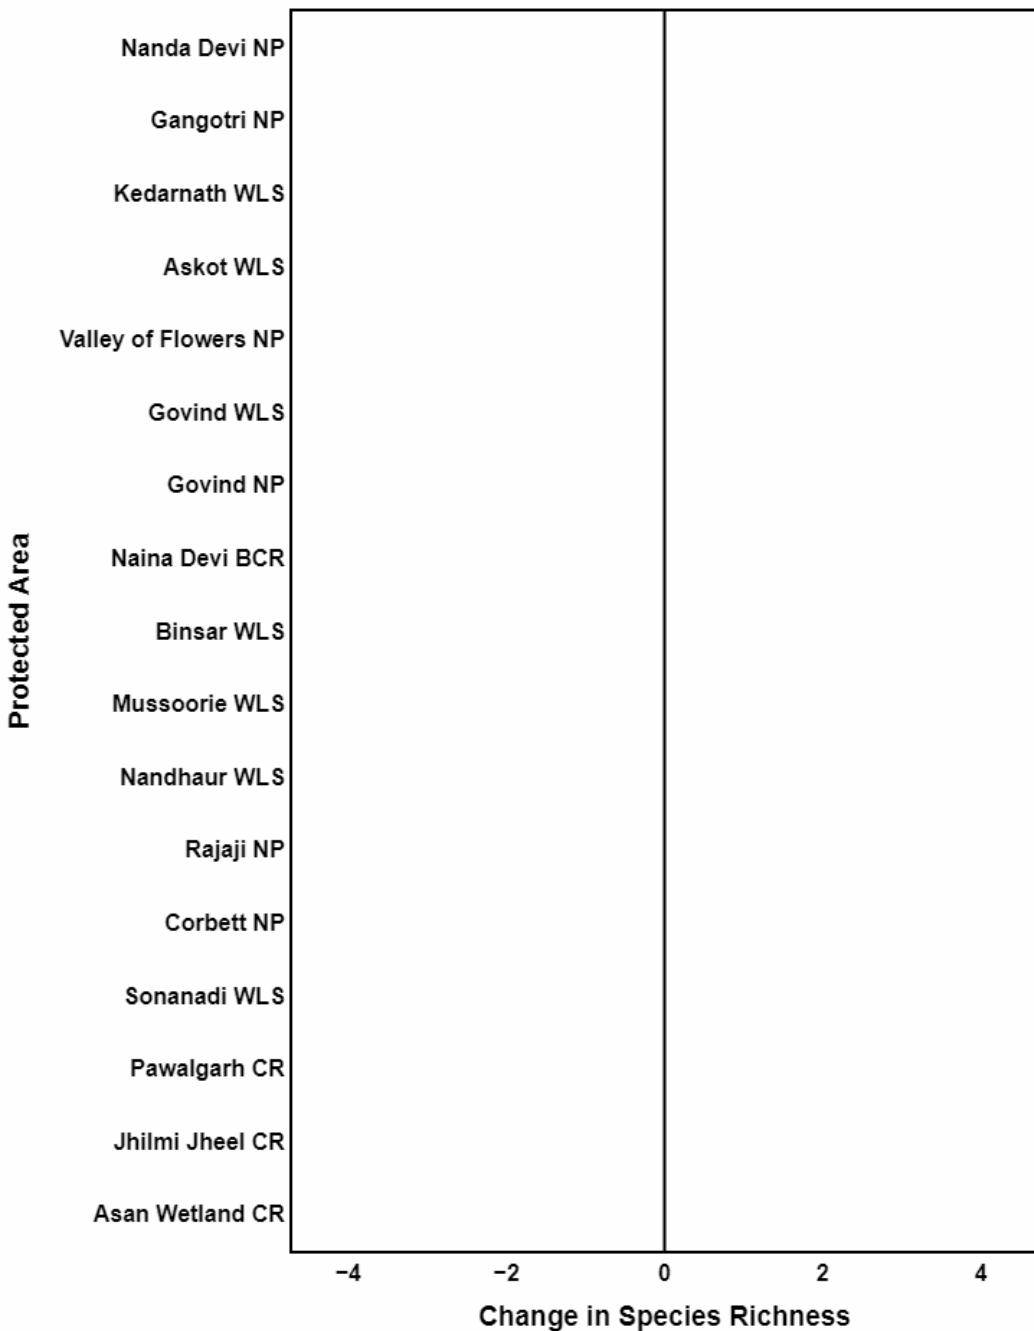 Nanda Devi NP
Gangotri NP
Kedarnath WLS
Askot WLS
Valley of Flowers NP
Govind WLS
Govind NP
Naina Devi BCR
Binsar WLS
Mussoorie WLS
Nandhaur WLS
Rajaji NP
Corbett NP
Sonanadi WLS
Pawalgarh CR
Jhilmi Jheel CR
Asan Wetland CR
Protected Area
−4 −2 0 2 4
Change in Species Richness